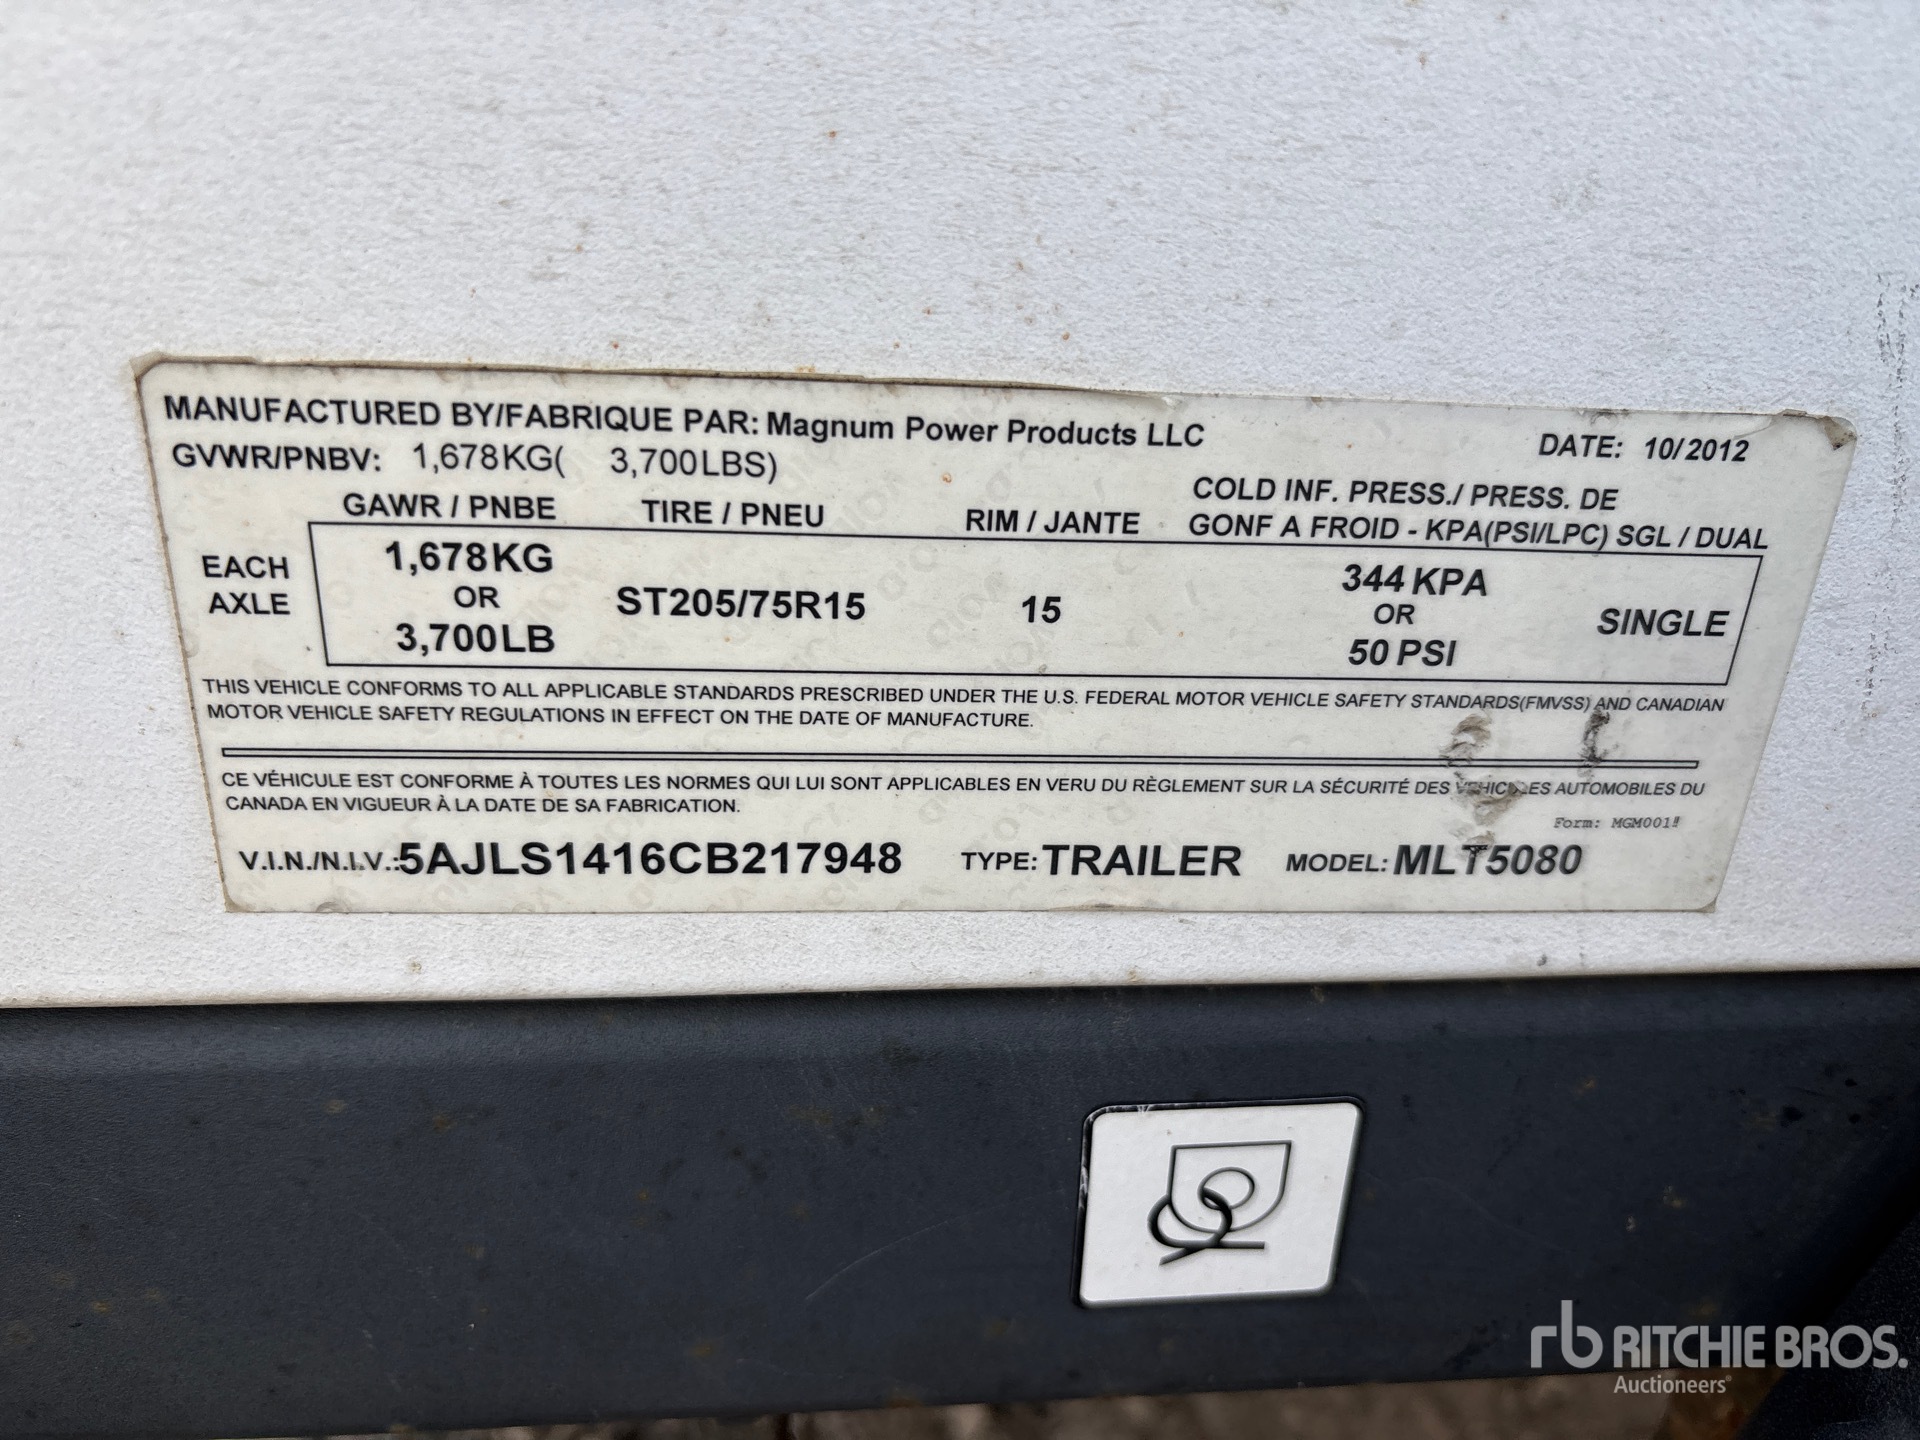 MANUFACTURED BY/FABRIQUE PAR: Magnum Power Products LLC
DATE: 10/2012
GVWR/PNBV: 1,678KG( 3,700LBS)
GAWR / PNBE TIRE / PNEU RIM / JANTE COLD INF. PRESS./ PRESS. DE
GONF A FROID - KPA(PSI/LPC) SGL / DUAL
EACH
AXLE
1,678KG
OR
3,700LB
ST205/75R15
15
344 KPA
OR
50 PSI
SINGLE
THIS VEHICLE CONFORMS TO ALL APPLICABLE STANDARDS PRESCRIBED UNDER THE U.S. FEDERAL MOTOR VEHICLE SAFETY STANDARDS(FMVSS) AND CANADIAN
MOTOR VEHICLE SAFETY REGULATIONS IN EFFECT ON THE DATE OF MANUFACTURE.
CE VÉHICULE EST CONFORME À TOUTES LES NORMES QUI LUI SONT APPLICABLES EN VERU DU RÈGLEMENT SUR LA SÉCURITÉ DES VEHICULES AUTOMOBILES DU
CANADA EN VIGUEUR À LA DATE DE SA FABRICATION.
Form:
V.I.N./N.I.V.:5AJLS1416CB217948 TYPE: TRAILER MODEL: MLT5080
rb RITCHIE BROS.
Auctioneers